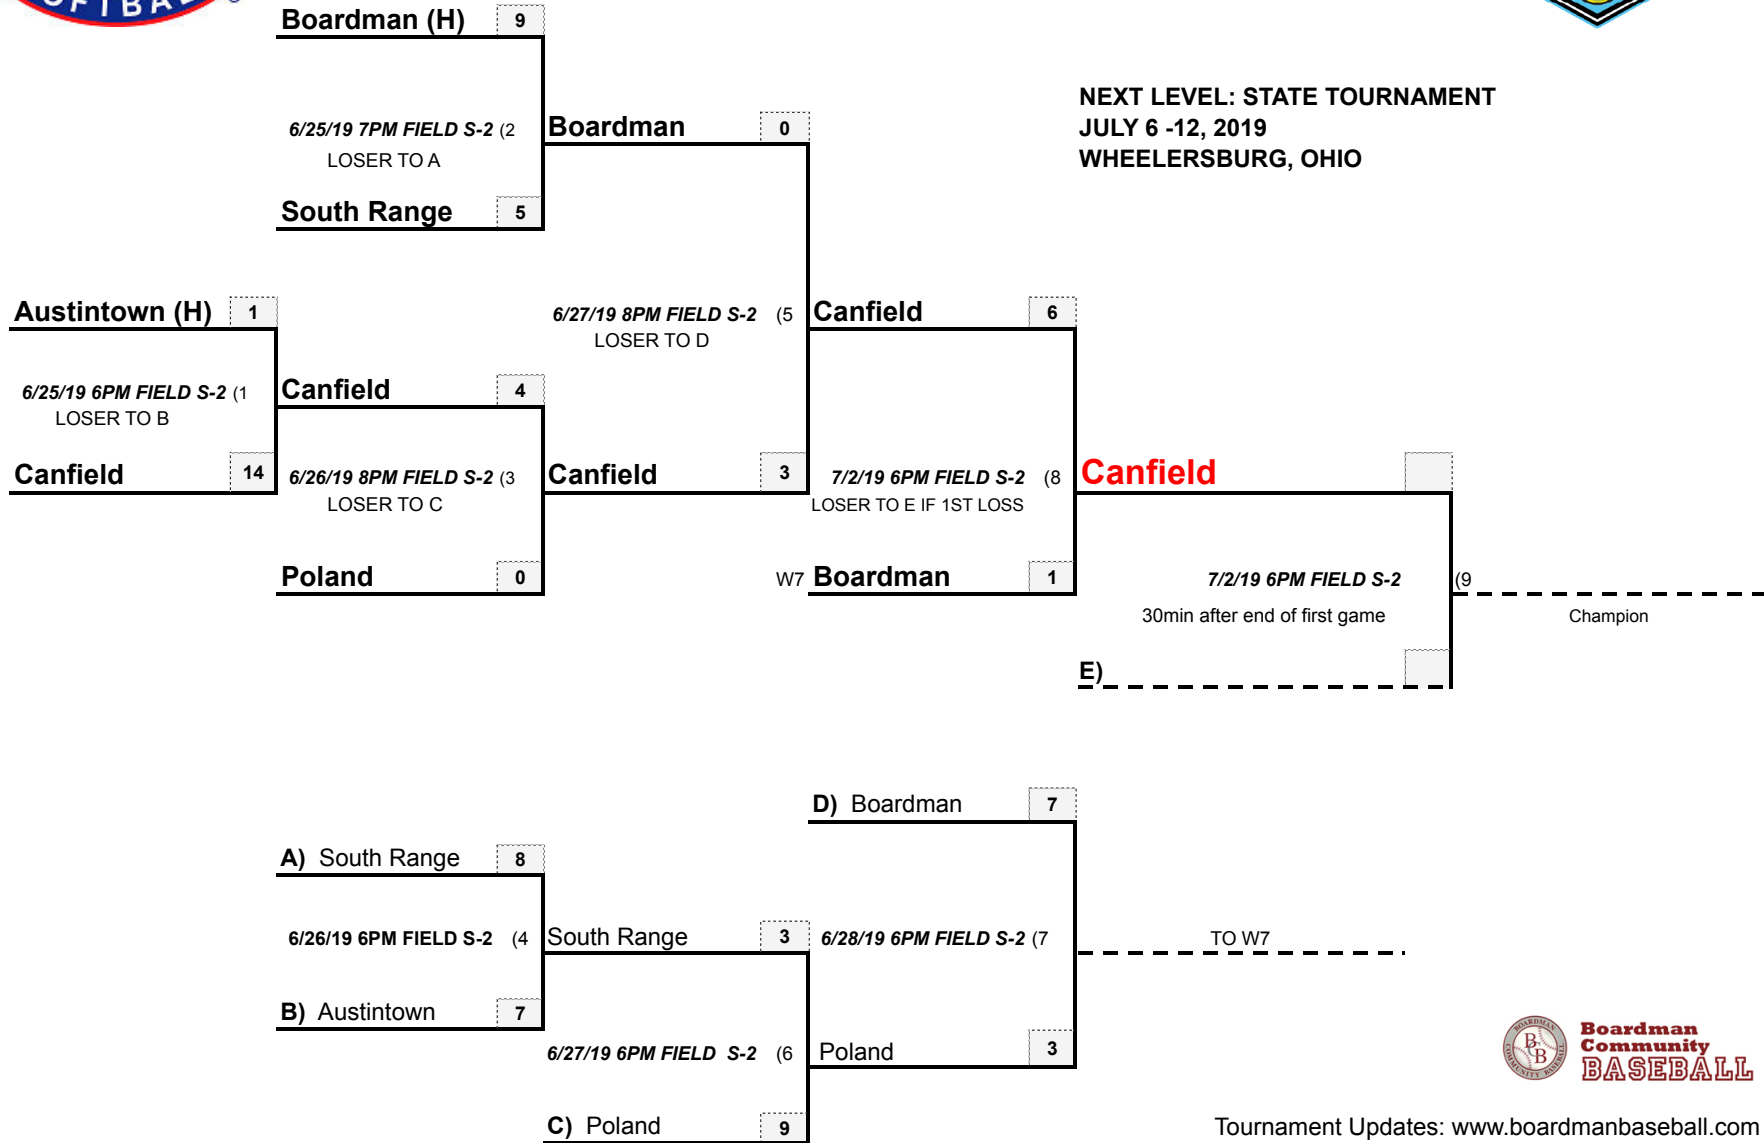 SOFTBALL
Boardman (H) 9
NEXT LEVEL: STATE TOURNAMENT
JULY 6 -12, 2019
WHEELERSBURG, OHIO
6/25/19 7PM FIELD S-2 (2
LOSER TO A
Boardman 0
South Range 5
Austintown (H) 1
6/27/19 8PM FIELD S-2 (5
LOSER TO D
Canfield 6
6/25/19 6PM FIELD S-2 (1
LOSER TO B
Canfield 4
Canfield 14
6/26/19 8PM FIELD S-2 (3
LOSER TO C
Canfield 3
7/2/19 6PM FIELD S-2 (8
LOSER TO E IF 1ST LOSS
Canfield
Poland 0
W7 Boardman 1
7/2/19 6PM FIELD S-2 (9
30min after end of first game
Champion
E)
D) Boardman 7
A) South Range 8
6/26/19 6PM FIELD S-2 (4
South Range 3
6/28/19 6PM FIELD S-2 (7
TO W7
B) Austintown 7
6/27/19 6PM FIELD S-2 (6
Poland 3
C) Poland 9
BOARDMAN
COMMUNITY BASEBALL
BCB
Boardman
Community
BASEBALL
Tournament Updates: www.boardmanbaseball.com